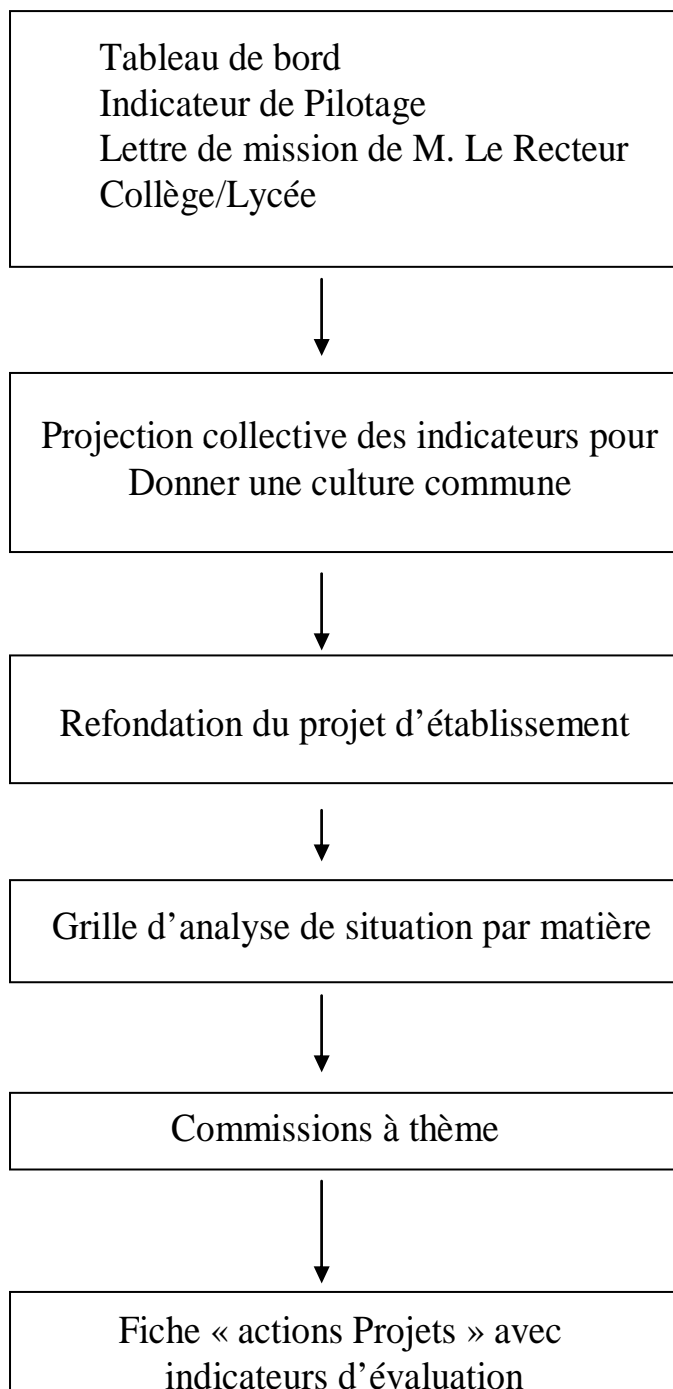 Tableau de bord
Indicateur de Pilotage
Lettre de mission de M. Le Recteur
Collège/Lycée
Projection collective des indicateurs pour
Donner une culture commune
Refondation du projet d’établissement
Grille d’analyse de situation par matière
Commissions à thème
Fiche « actions Projets » avec
indicateurs d’évaluation